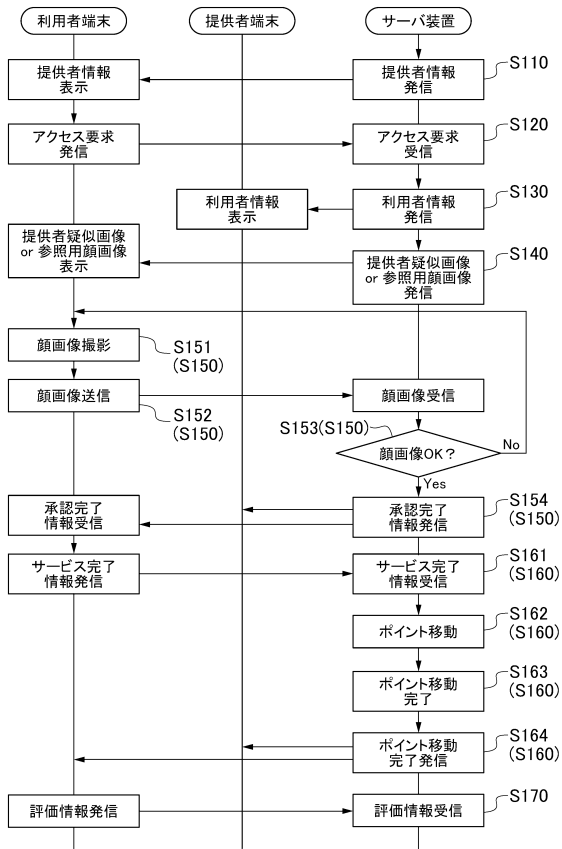 利用者端末
提供者端末
サーバ装置
提供者情報
表示
提供者情報
発信
S110
アクセス要求
発信
アクセス要求
受信
S120
利用者情報
表示
利用者情報
発信
S130
提供者疑似画像
or 参照用顔画像
表示
提供者疑似画像
or 参照用顔画像
発信
S140
顔画像撮影
S151
(S150)
顔画像送信
S152
(S150)
顔画像受信
S153(S150)
顔画像OK?
No
Yes
承認完了
情報受信
承認完了
情報発信
S154
(S150)
サービス完了
情報発信
サービス完了
情報受信
S161
(S160)
ポイント移動
S162
(S160)
ポイント移動
完了
S163
(S160)
ポイント移動
完了発信
S164
(S160)
評価情報発信
評価情報受信
S170